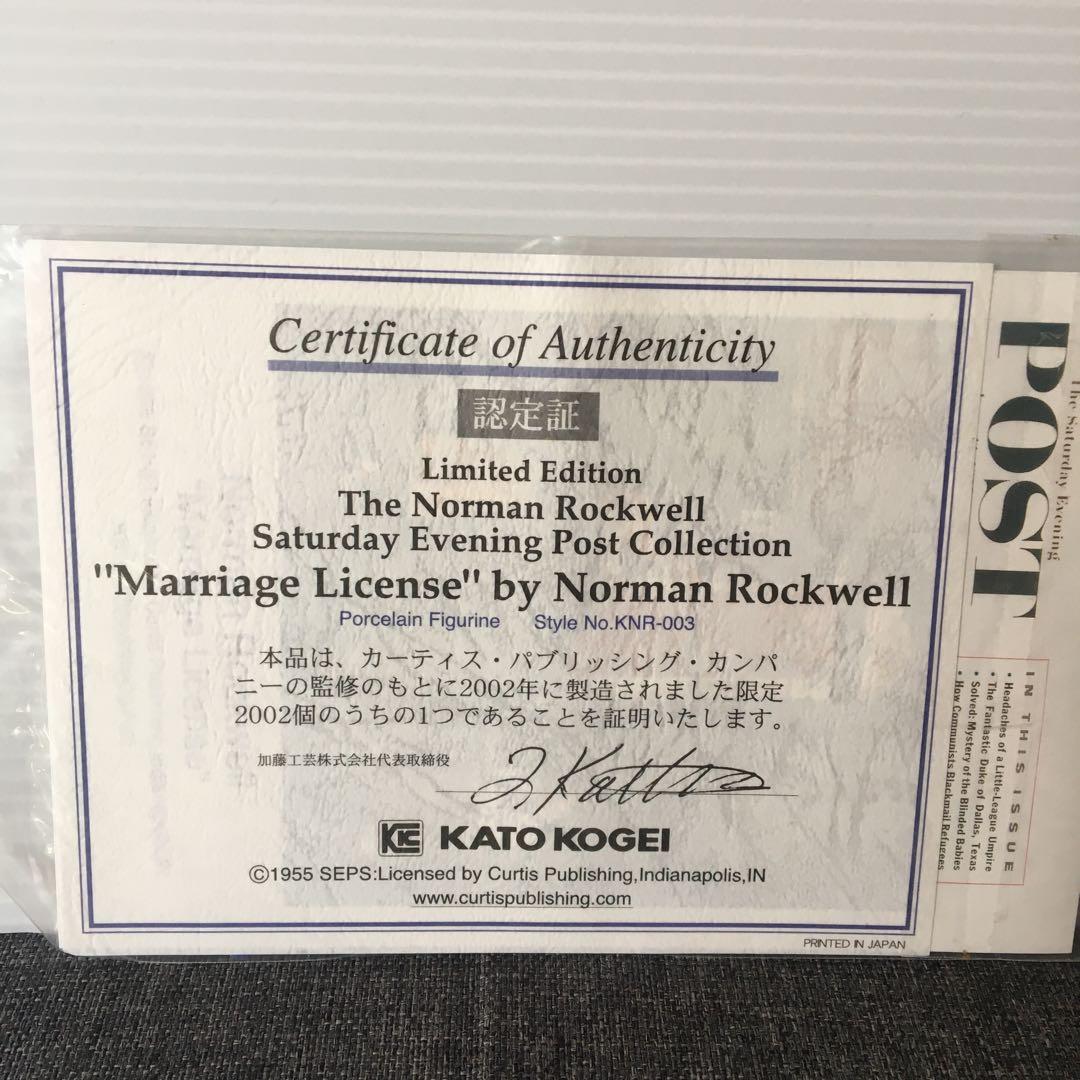 Certificate of Authenticity
認定証
Limited Edition
The Norman Rockwell
Saturday Evening Post Collection
"Marriage License" by Norman Rockwell
Porcelain Figurine Style No.KNR-003
本品は、カーティス・パブリッシング・カンパ
ニーの監修のもとに2002年に製造されました限定
2002個のうちの1つであることを証明いたします。
加藤工芸株式会社代表取締役
KATO KOGEI
©1955 SEPS:Licensed by Curtis Publishing,Indianapolis,IN
www.curtispublishing.com
PRINTED IN JAPAN
The Saturday Evening
POST
IN THIS ISSUE
• Headaches of a Little-League Umpire
• The Fantastic Duke of Dallas, Texas
• Solved: Mystery of the Blinded Babies
• How Communists Blackmail Refugees